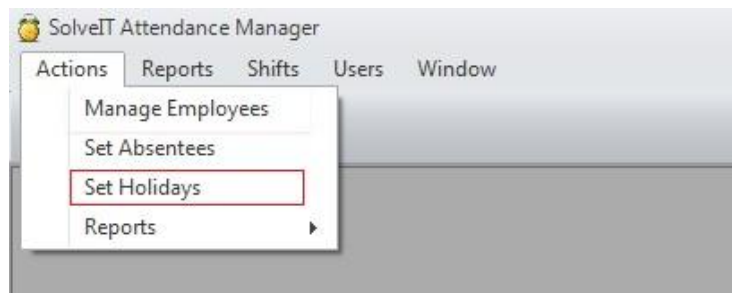 SolveIT Attendance Manager
Actions Reports Shifts Users Window
Manage Employees
Set Absentees
Set Holidays
Reports